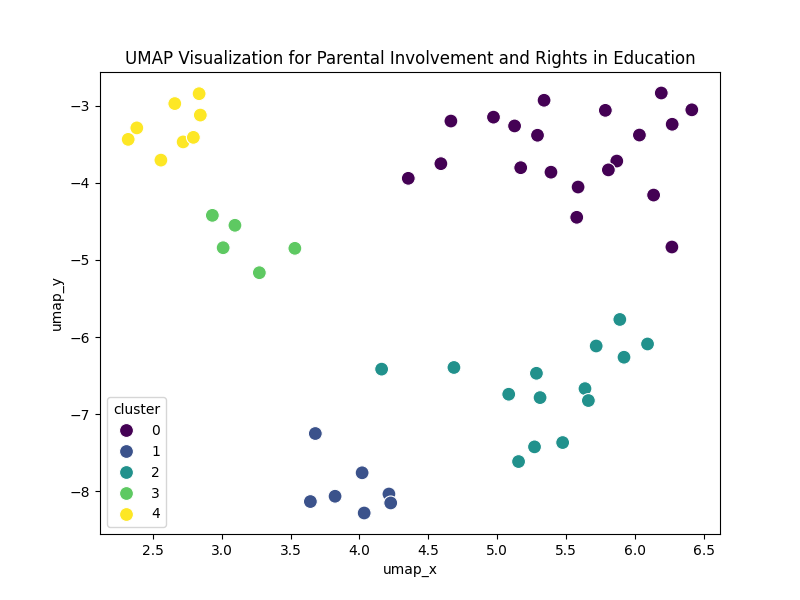 UMAP Visualization for Parental Involvement and Rights in Education
−3
−4
−5
−6
−7
−8
umap_y
cluster
0
1
2
3
4
2.5 3.0 3.5 4.0 4.5 5.0 5.5 6.0 6.5
umap_x